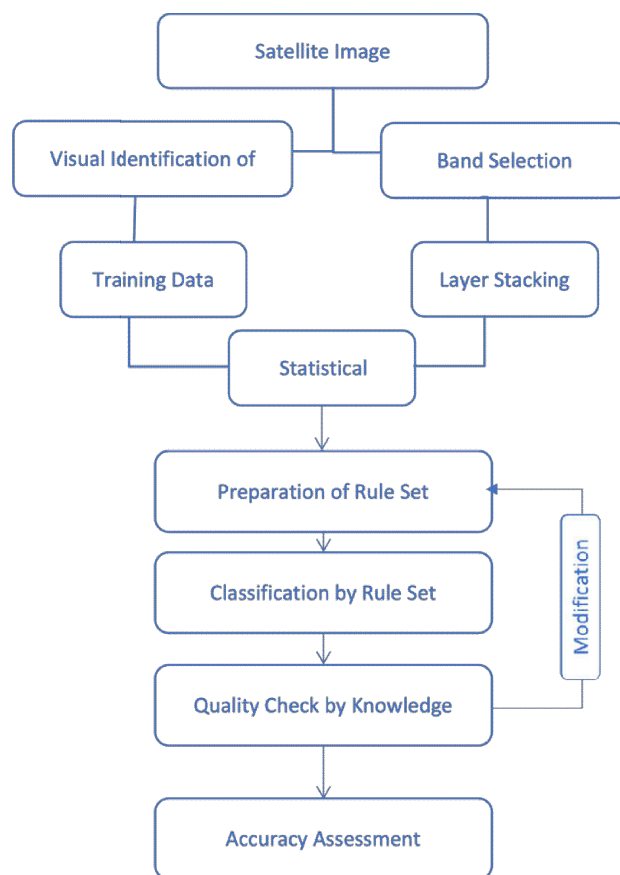 Satellite Image
Visual Identification of
Band Selection
Training Data
Layer Stacking
Statistical
Preparation of Rule Set
Classification by Rule Set
Modification
Quality Check by Knowledge
Accuracy Assessment